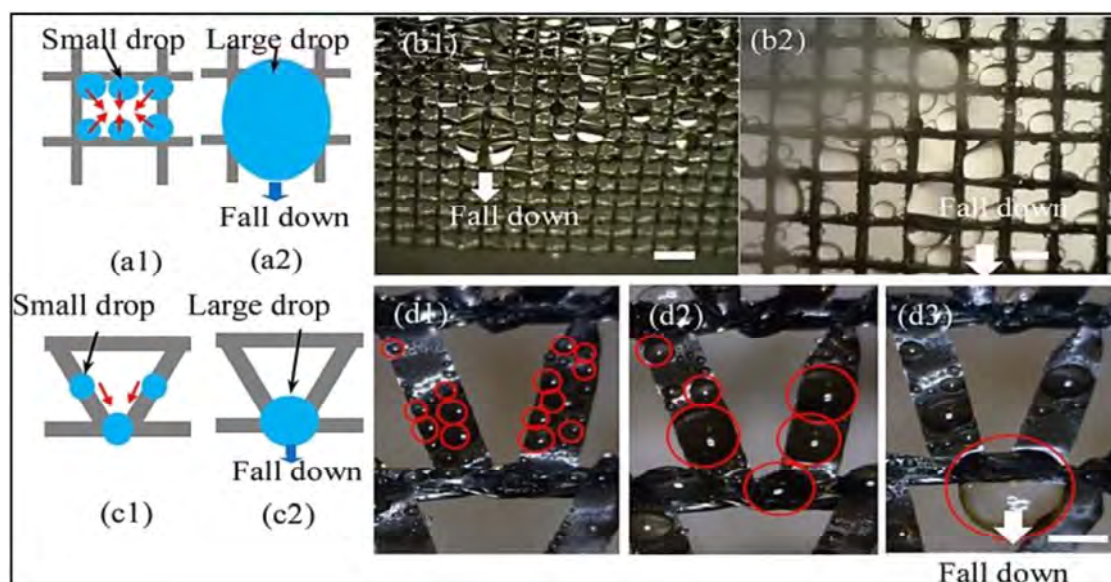 Small drop
Large drop
Fall down
(a1)
(a2)
(b1)
Fall down
(b2)
Fall down
Small drop
Large drop
Fall down
(c1)
(c2)
(d1)
(d2)
(d3)
Fall down